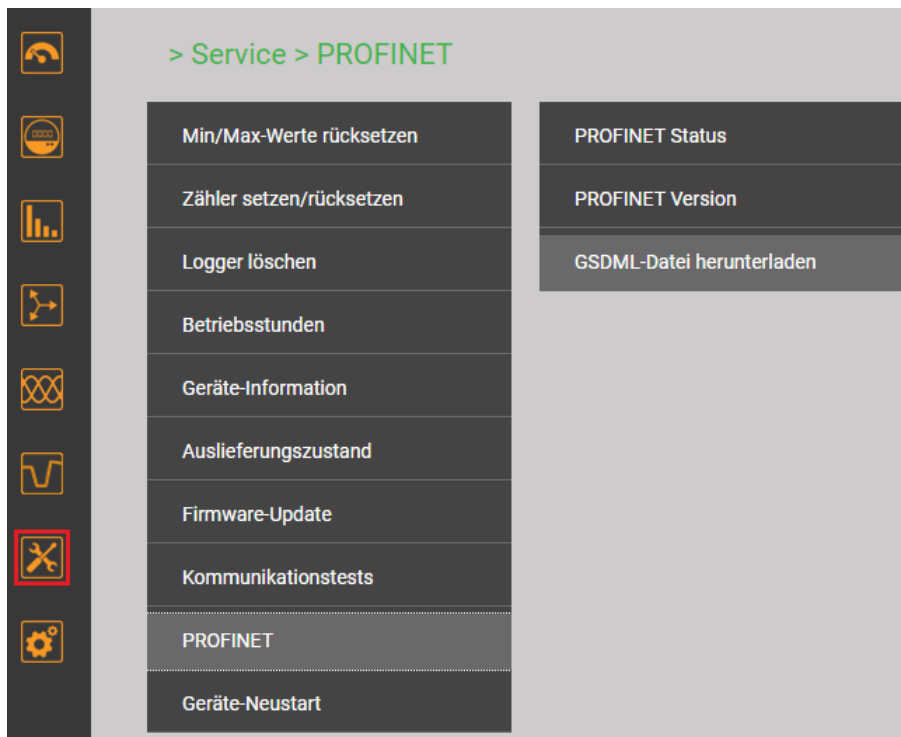 > Service > PROFINET
Min/Max-Werte rücksetzen
Zähler setzen/rücksetzen
Logger löschen
Betriebsstunden
Geräte-Information
Auslieferungszustand
Firmware-Update
Kommunikationstests
PROFINET
Geräte-Neustart
PROFINET Status
PROFINET Version
GSDML-Datei herunterladen